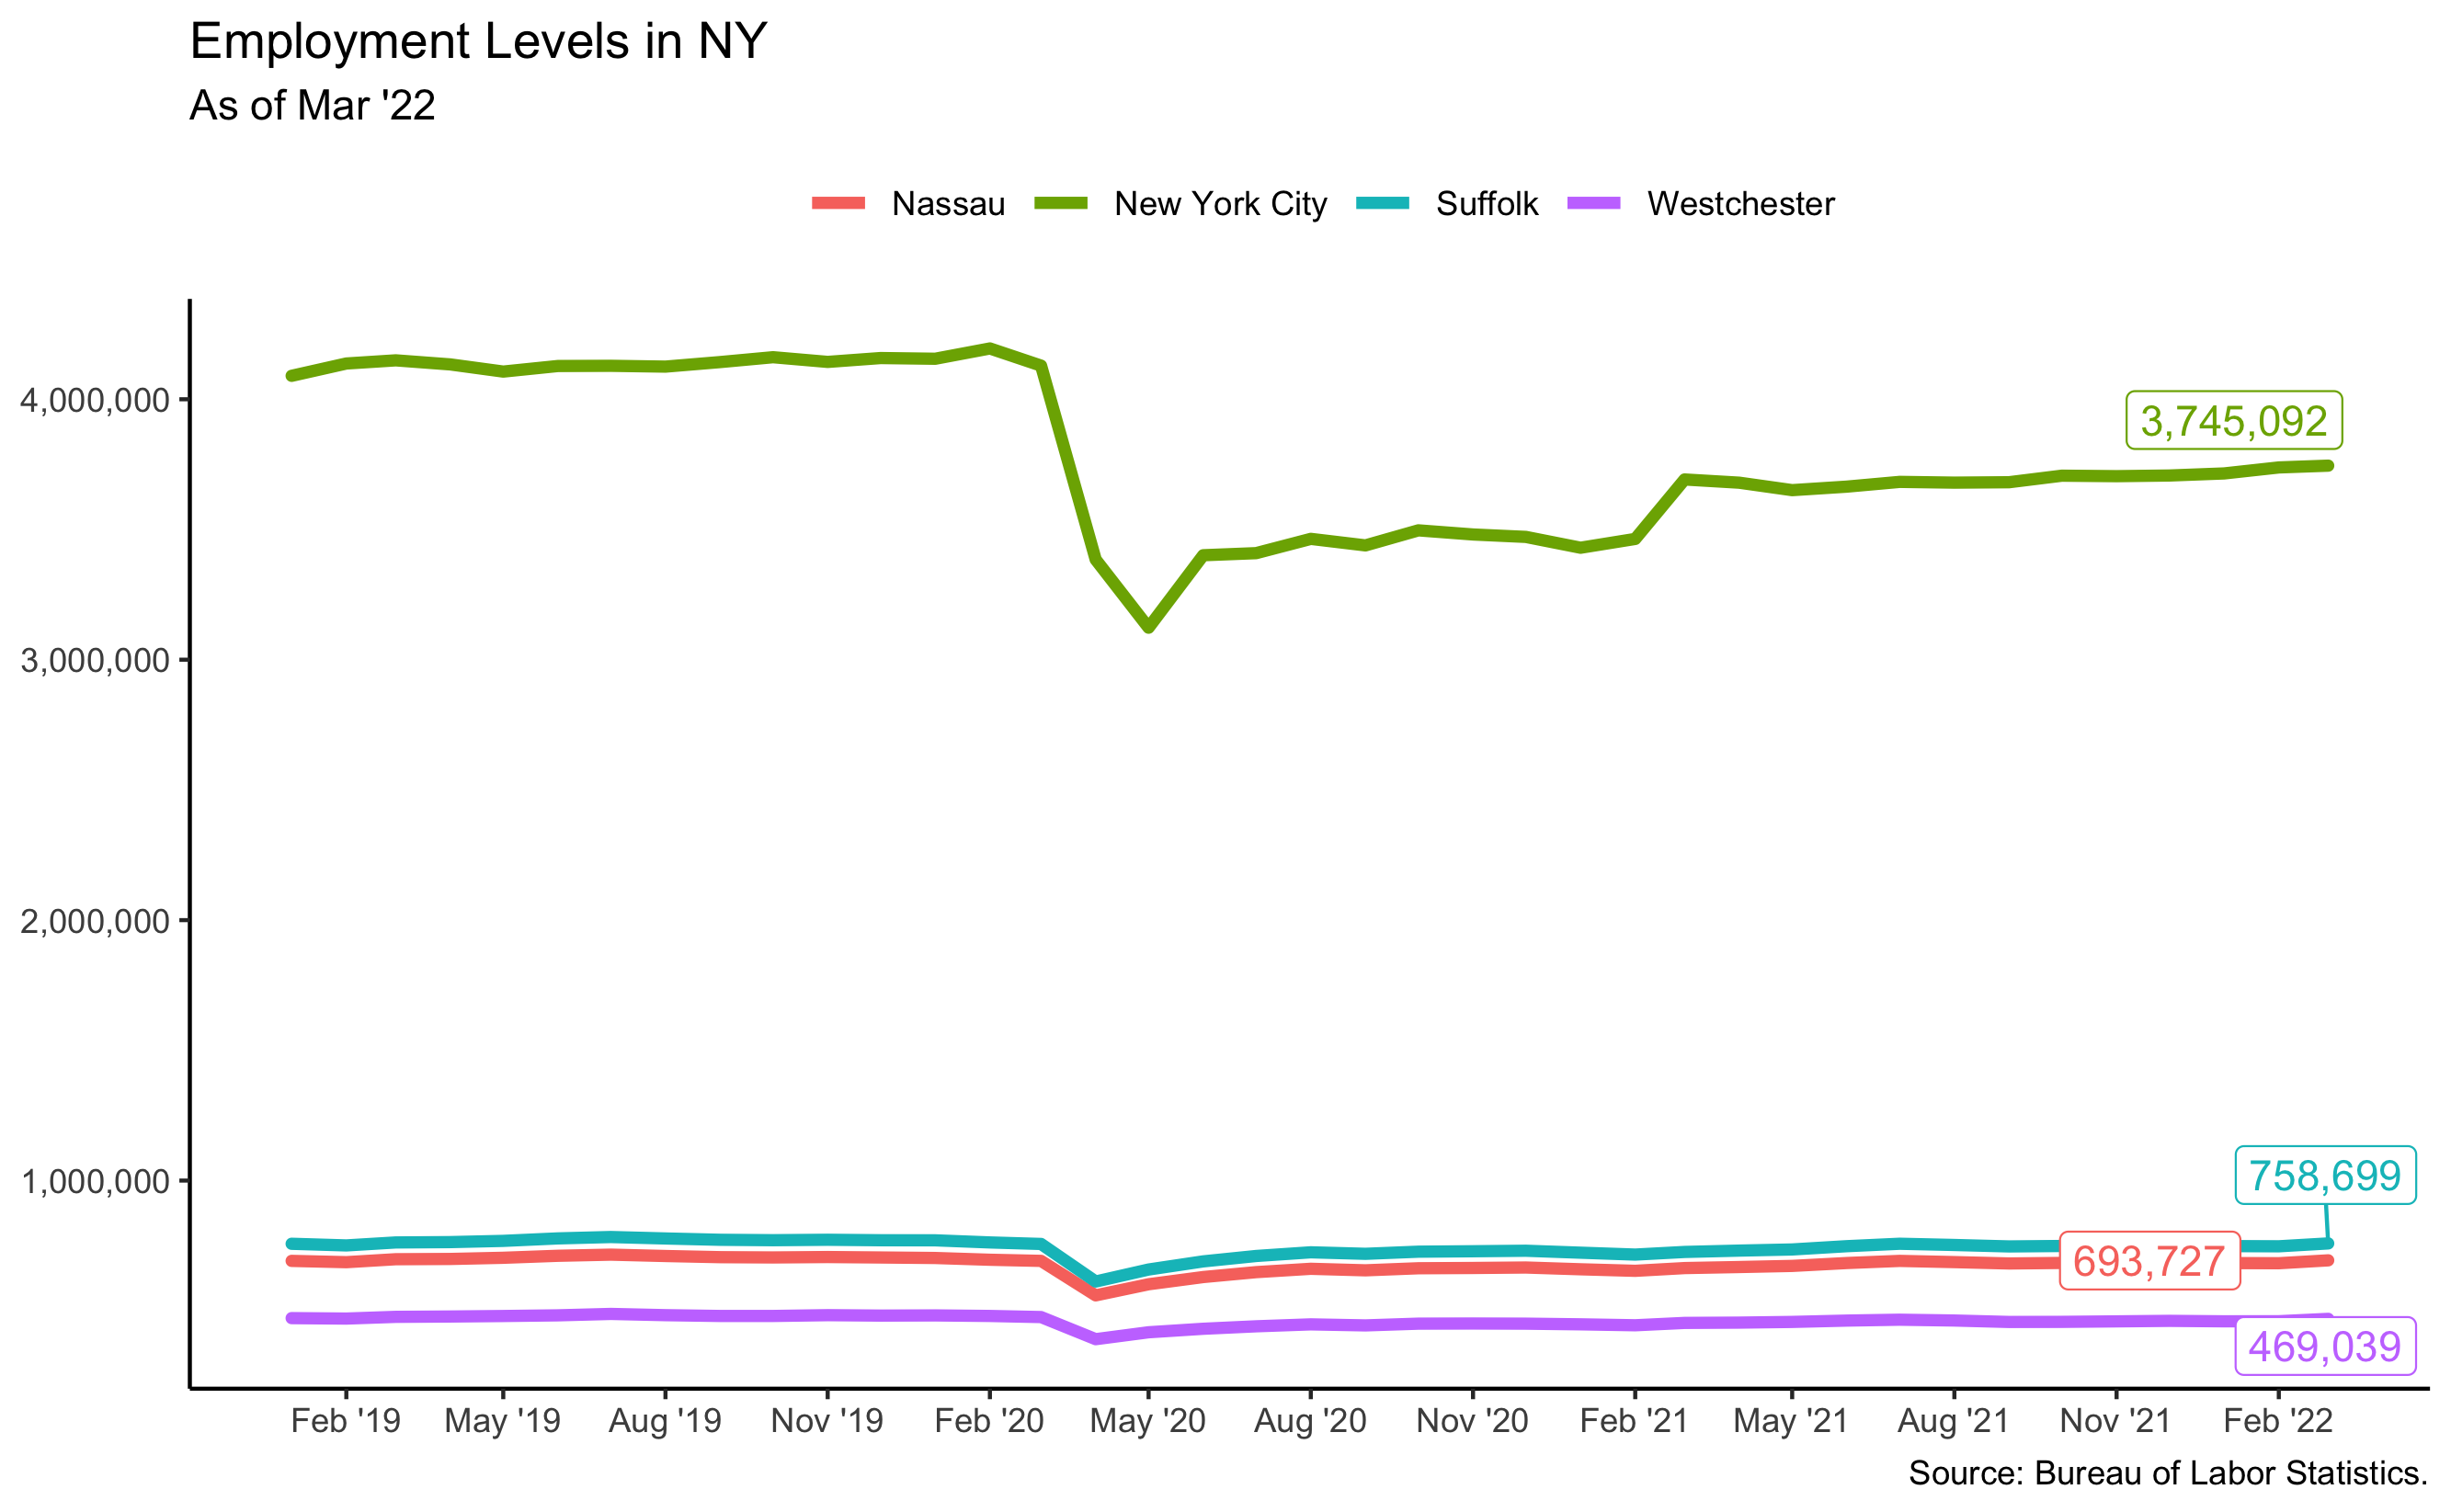 Employment Levels in NY
As of Mar '22
Nassau New York City Suffolk Westchester
4,000,000
3,000,000
2,000,000
1,000,000
3,745,092
758,699
693,727
469,039
Feb '19 May '19 Aug '19 Nov '19 Feb '20 May '20 Aug '20 Nov '20 Feb '21 May '21 Aug '21 Nov '21 Feb '22
Source: Bureau of Labor Statistics.